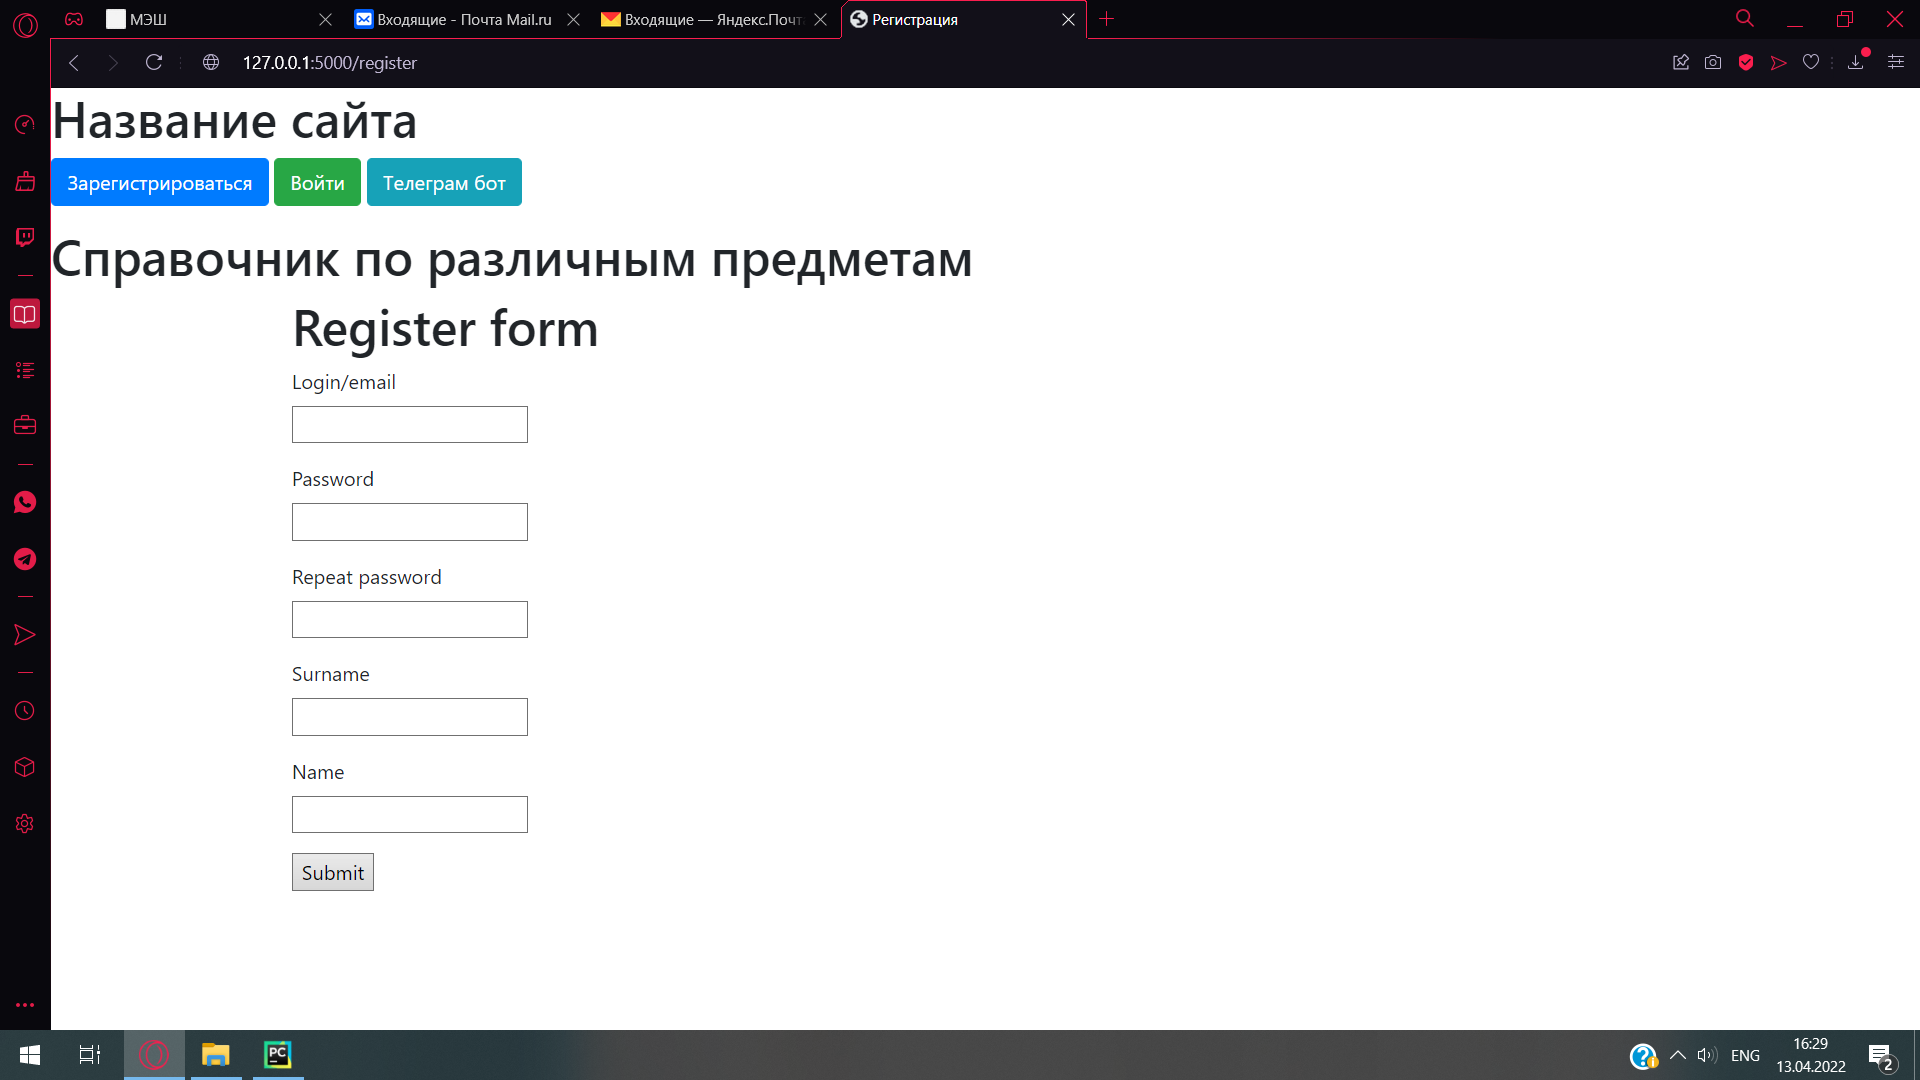 МЭШ
Входящие - Почта Mail.ru
Входящие — Яндекс.Почт
Регистрация
127.0.0.1:5000/register
Название сайта
Зарегистрироваться
Войти
Телеграм бот
Справочник по различным предметам
Register form
Login/email
Password
Repeat password
Surname
Name
Submit
PC
ENG
16:29
13.04.2022
2